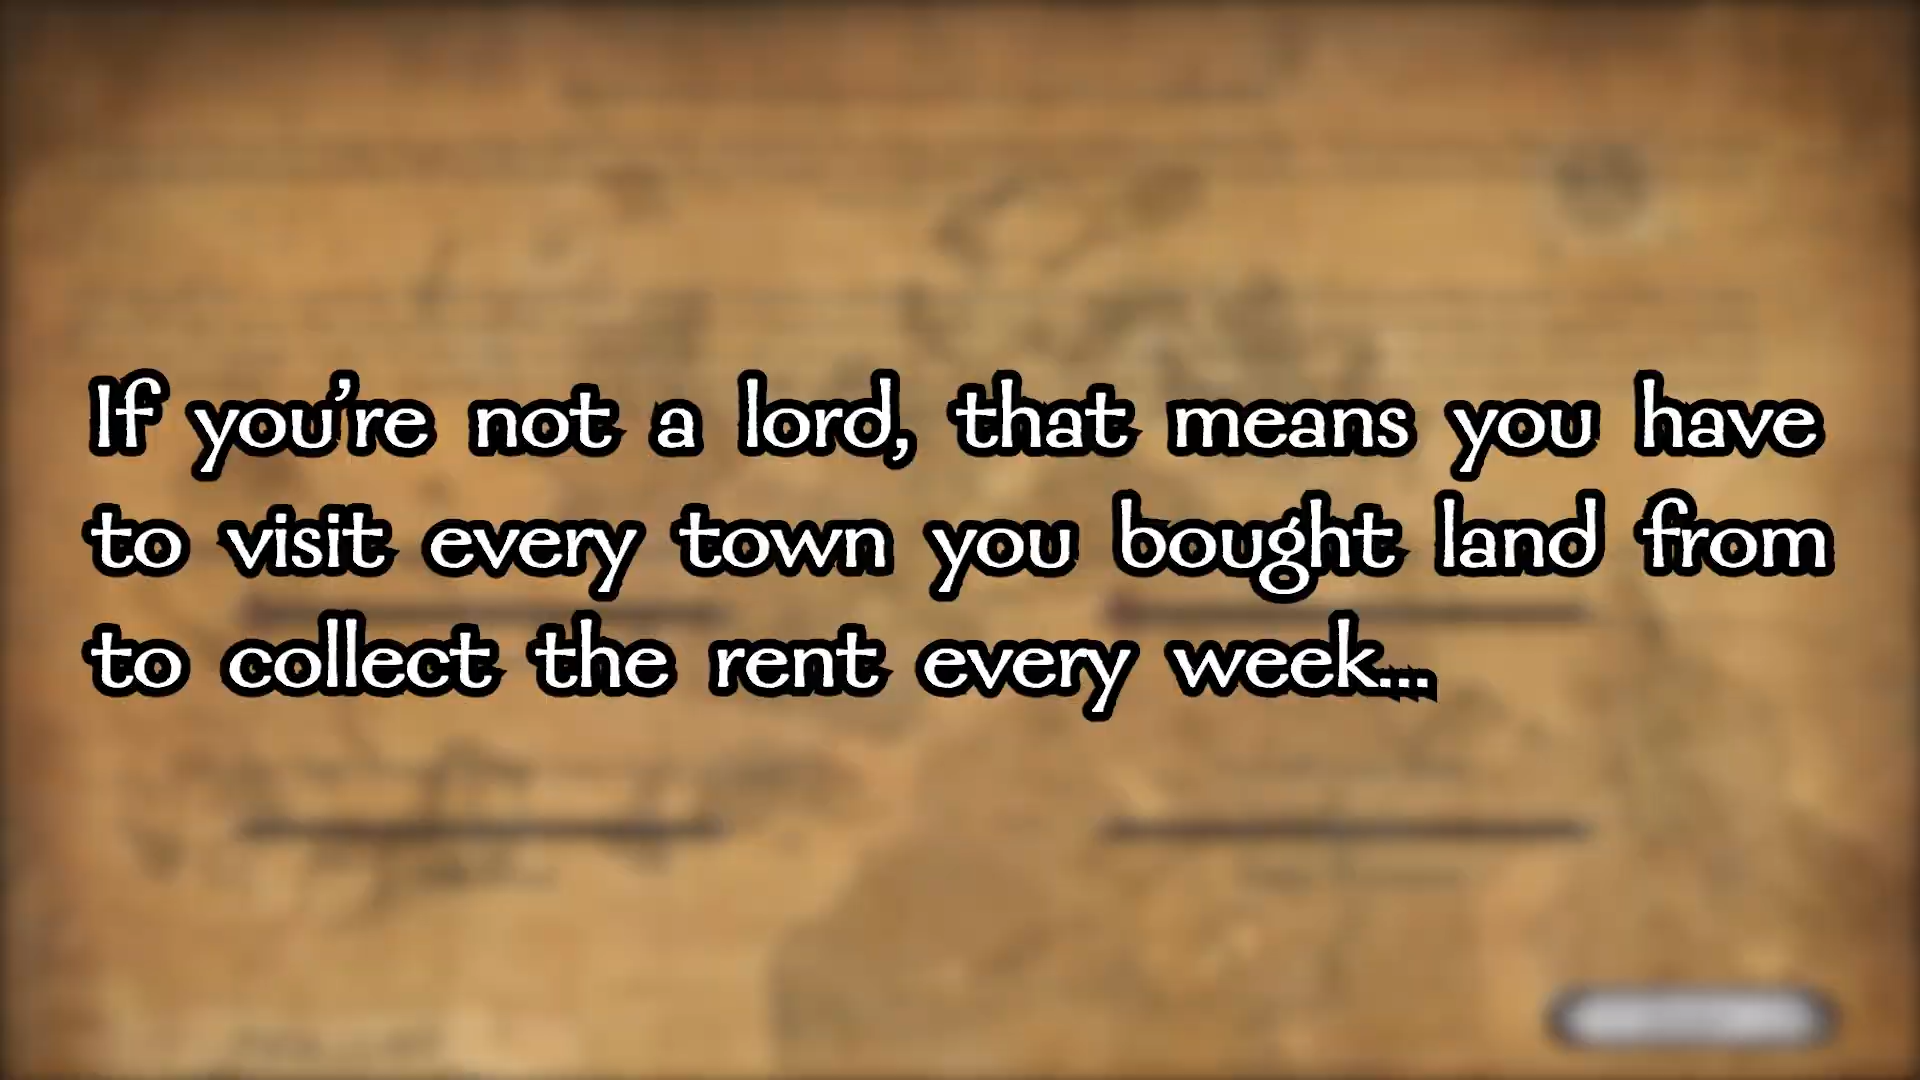 If you're not a lord, that means you have
to visit every town you bought land from
to collect the rent every week...